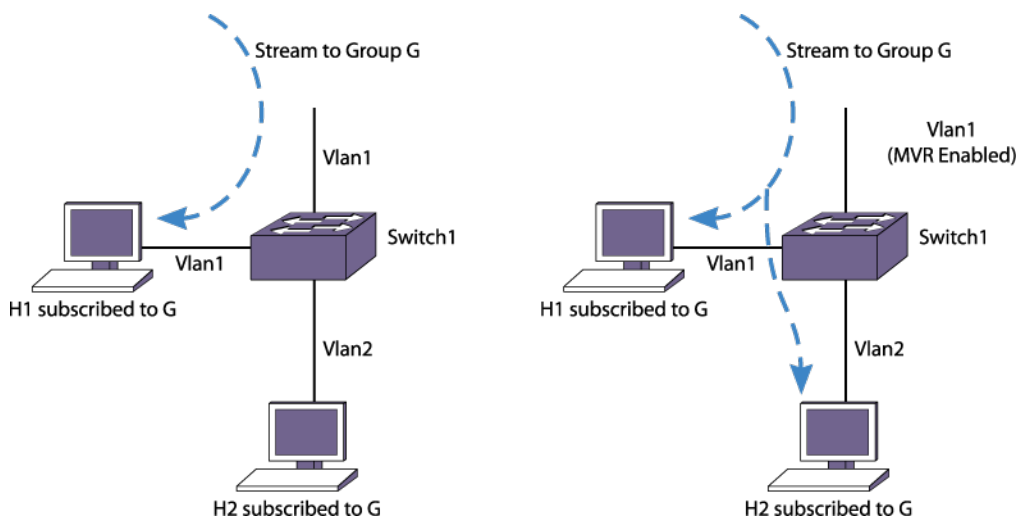 Stream to Group G
Vlan1
Switch1
Vlan1
H1 subscribed to G
Vlan2
H2 subscribed to G
Stream to Group G
Vlan1
(MVR Enabled)
Switch1
Vlan1
H1 subscribed to G
Vlan2
H2 subscribed to G